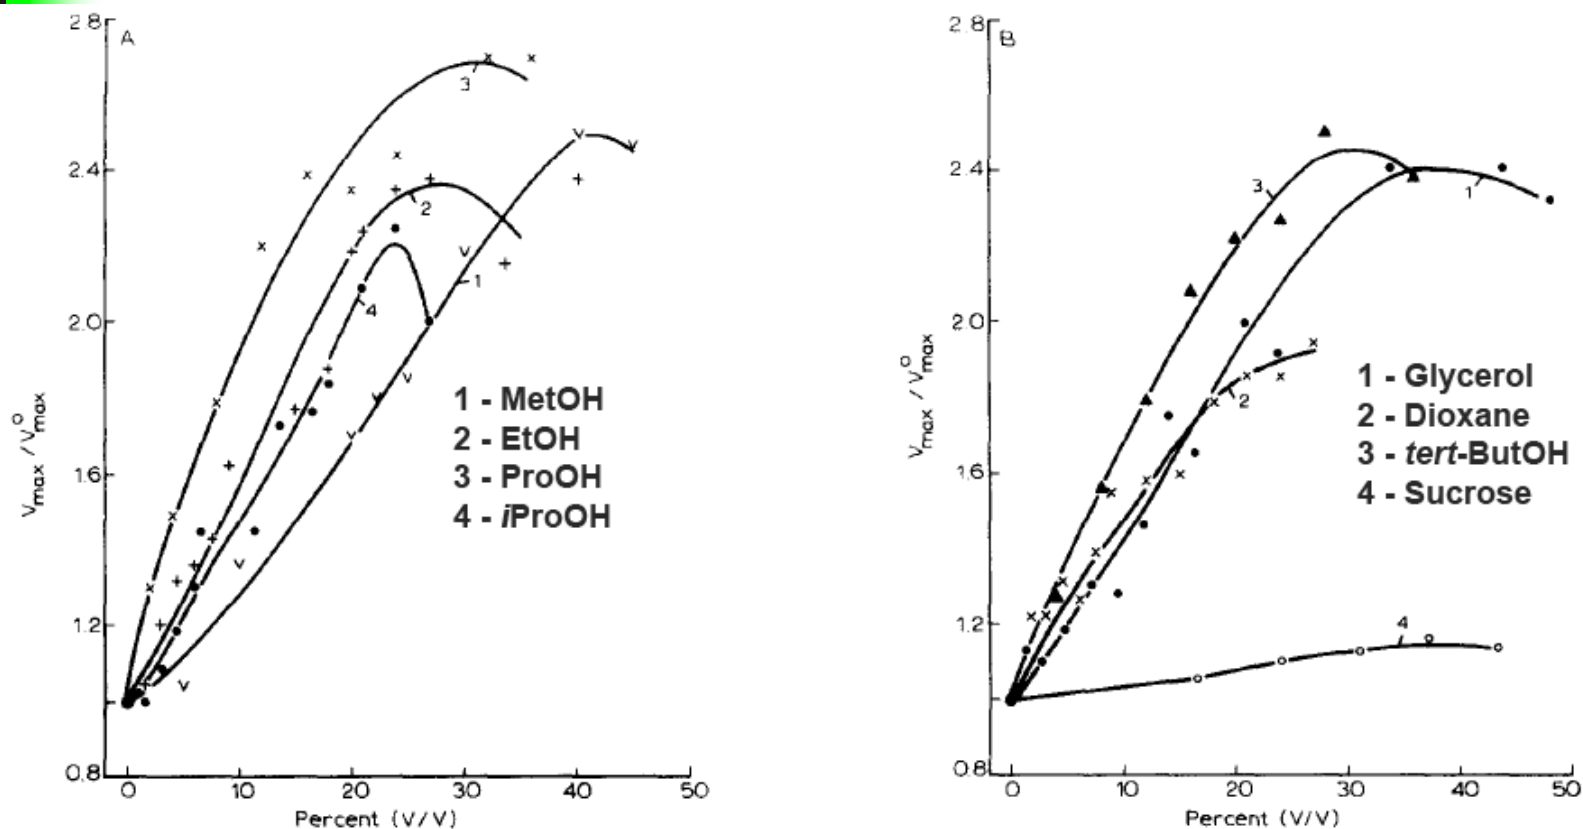 A
2.8
2.4
2.0
1.6
1.2
0.8
Vmax / V°max
0 10 20 30 40 50
Percent (V/V)
3
2
4
1
1 - MetOH
2 - EtOH
3 - ProOH
4 - iProOH
B
2.8
2.4
2.0
1.6
1.2
0.8
Vmax / V°max
0 10 20 30 40 50
Percent (V/V)
3
1
2
4
1 - Glycerol
2 - Dioxane
3 - tert-ButOH
4 - Sucrose